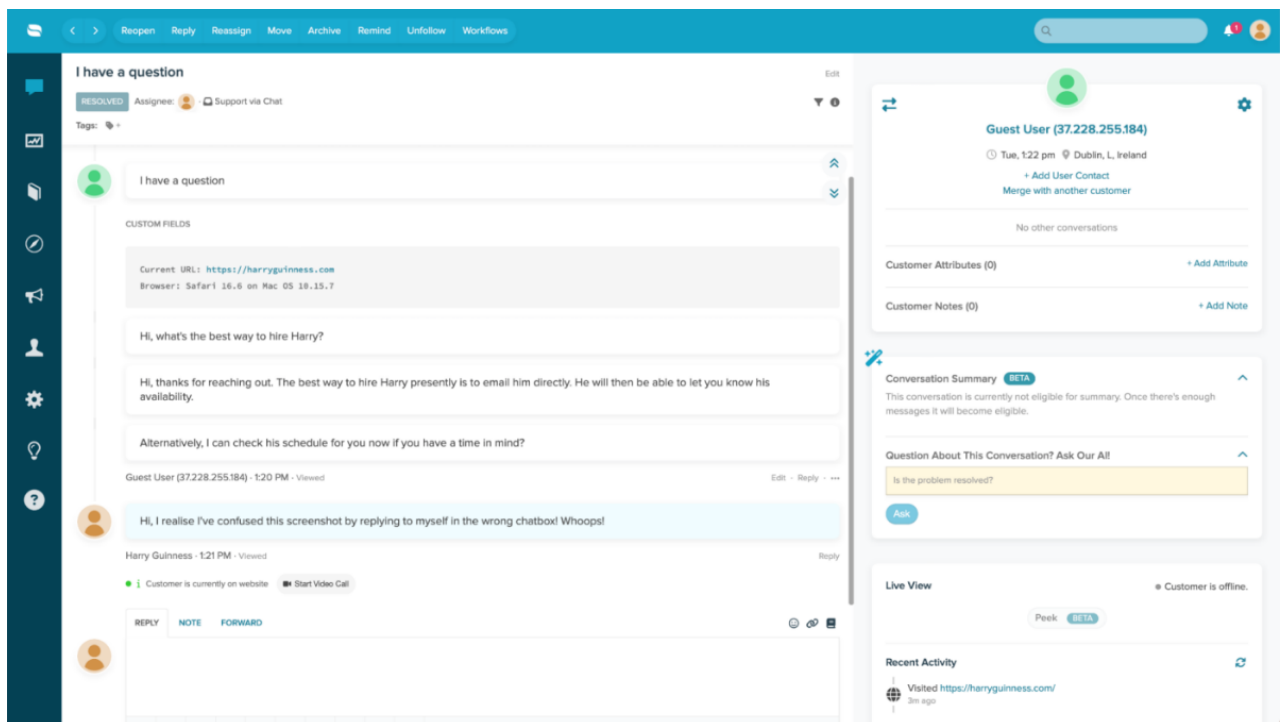 Reopen Reply Reassign Move Archive Remind Unfollow Workflows
1
I have a question
Edit
RESOLVED Assignee: · Support via Chat
Tags: +
I have a question
CUSTOM FIELDS
Current URL: https://harryguinness.com
Browser: Safari 16.6 on Mac OS 10.15.7
Hi, what's the best way to hire Harry?
Hi, thanks for reaching out. The best way to hire Harry presently is to email him directly. He will then be able to let you know his
availability.
Alternatively, I can check his schedule for you now if you have a time in mind?
Guest User (37.228.255.184) · 1:20 PM · Viewed
Edit · Reply · ···
Hi, I realise I've confused this screenshot by replying to myself in the wrong chatbox! Whoops!
Harry Guinness · 1:21 PM · Viewed
Reply
Customer is currently on website Start Video Call
REPLY NOTE FORWARD
Guest User (37.228.255.184)
Tue, 1:22 pm Dublin, L, Ireland
+ Add User Contact
Merge with another customer
No other conversations
Customer Attributes (0) + Add Attribute
Customer Notes (0) + Add Note
Conversation Summary BETA
This conversation is currently not eligible for summary. Once there's enough
messages it will become eligible.
Question About This Conversation? Ask Our AI!
Is the problem resolved?
Ask
Live View Customer is offline.
Peek BETA
Recent Activity
Visited https://harryguinness.com/
3m ago